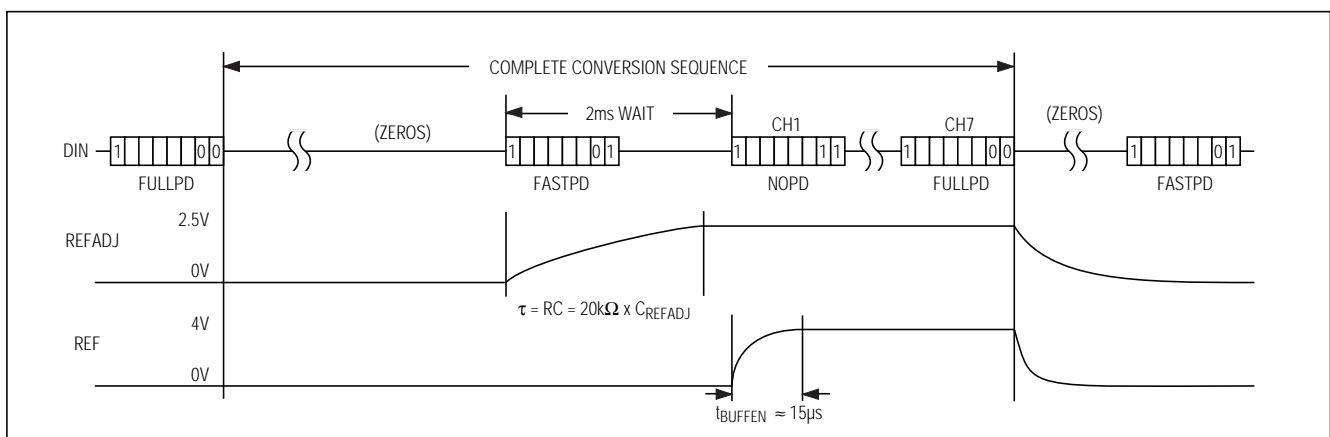 COMPLETE CONVERSION SEQUENCE
(ZEROS) 2ms WAIT CH1 CH7 (ZEROS)
DIN 1 0 0 1 0 1 1 1 1 1 0 0 1 0 1
FULLPD FASTPD NOPD FULLPD FASTPD
2.5V
REFADJ
0V
τ = RC = 20kΩ x CREFADJ
4V
REF
0V
tBUFFEN ≈ 15µs